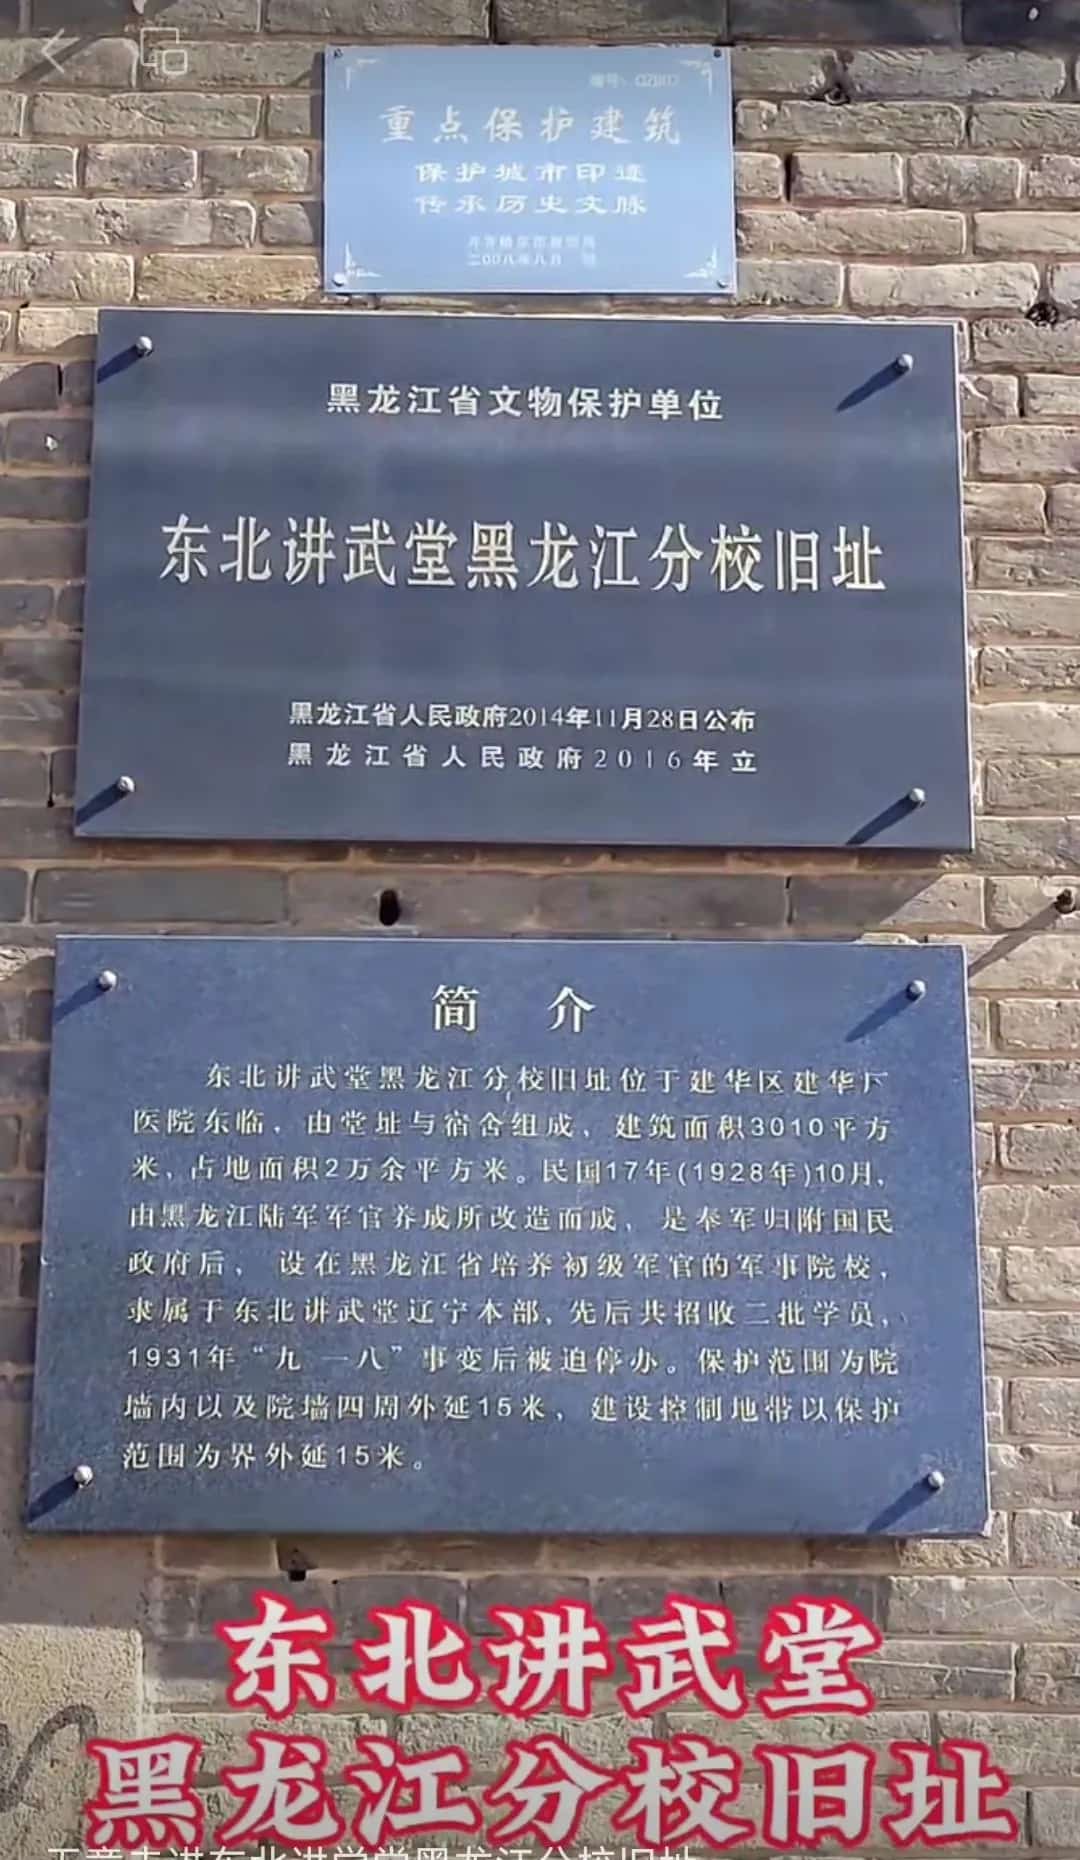 重点保护建筑
保护城市印迹
传承历史文脉
二00八年八月
黑龙江省文物保护单位
东北讲武堂黑龙江分校旧址
黑龙江省人民政府2014年11月28日公布
黑龙江省人民政府2016年立
简 介
东北讲武堂黑龙江分校旧址位于建华区建华厂
医院东临，由堂址与宿舍组成，建筑面积3010平方
米，占地面积2万余平方米。民国17年(1928年)10月，
由黑龙江陆军军官养成所改造而成，是奉军归附国民
政府后，设在黑龙江省培养初级军官的军事院校，
隶属于东北讲武堂辽宁本部，先后共招收二批学员，
1931年“九一八”事变后被迫停办。保护范围为院
墙内以及院墙四周外延15米，建设控制地带以保护
范围为界外延15米。
东北讲武堂
黑龙江分校旧址